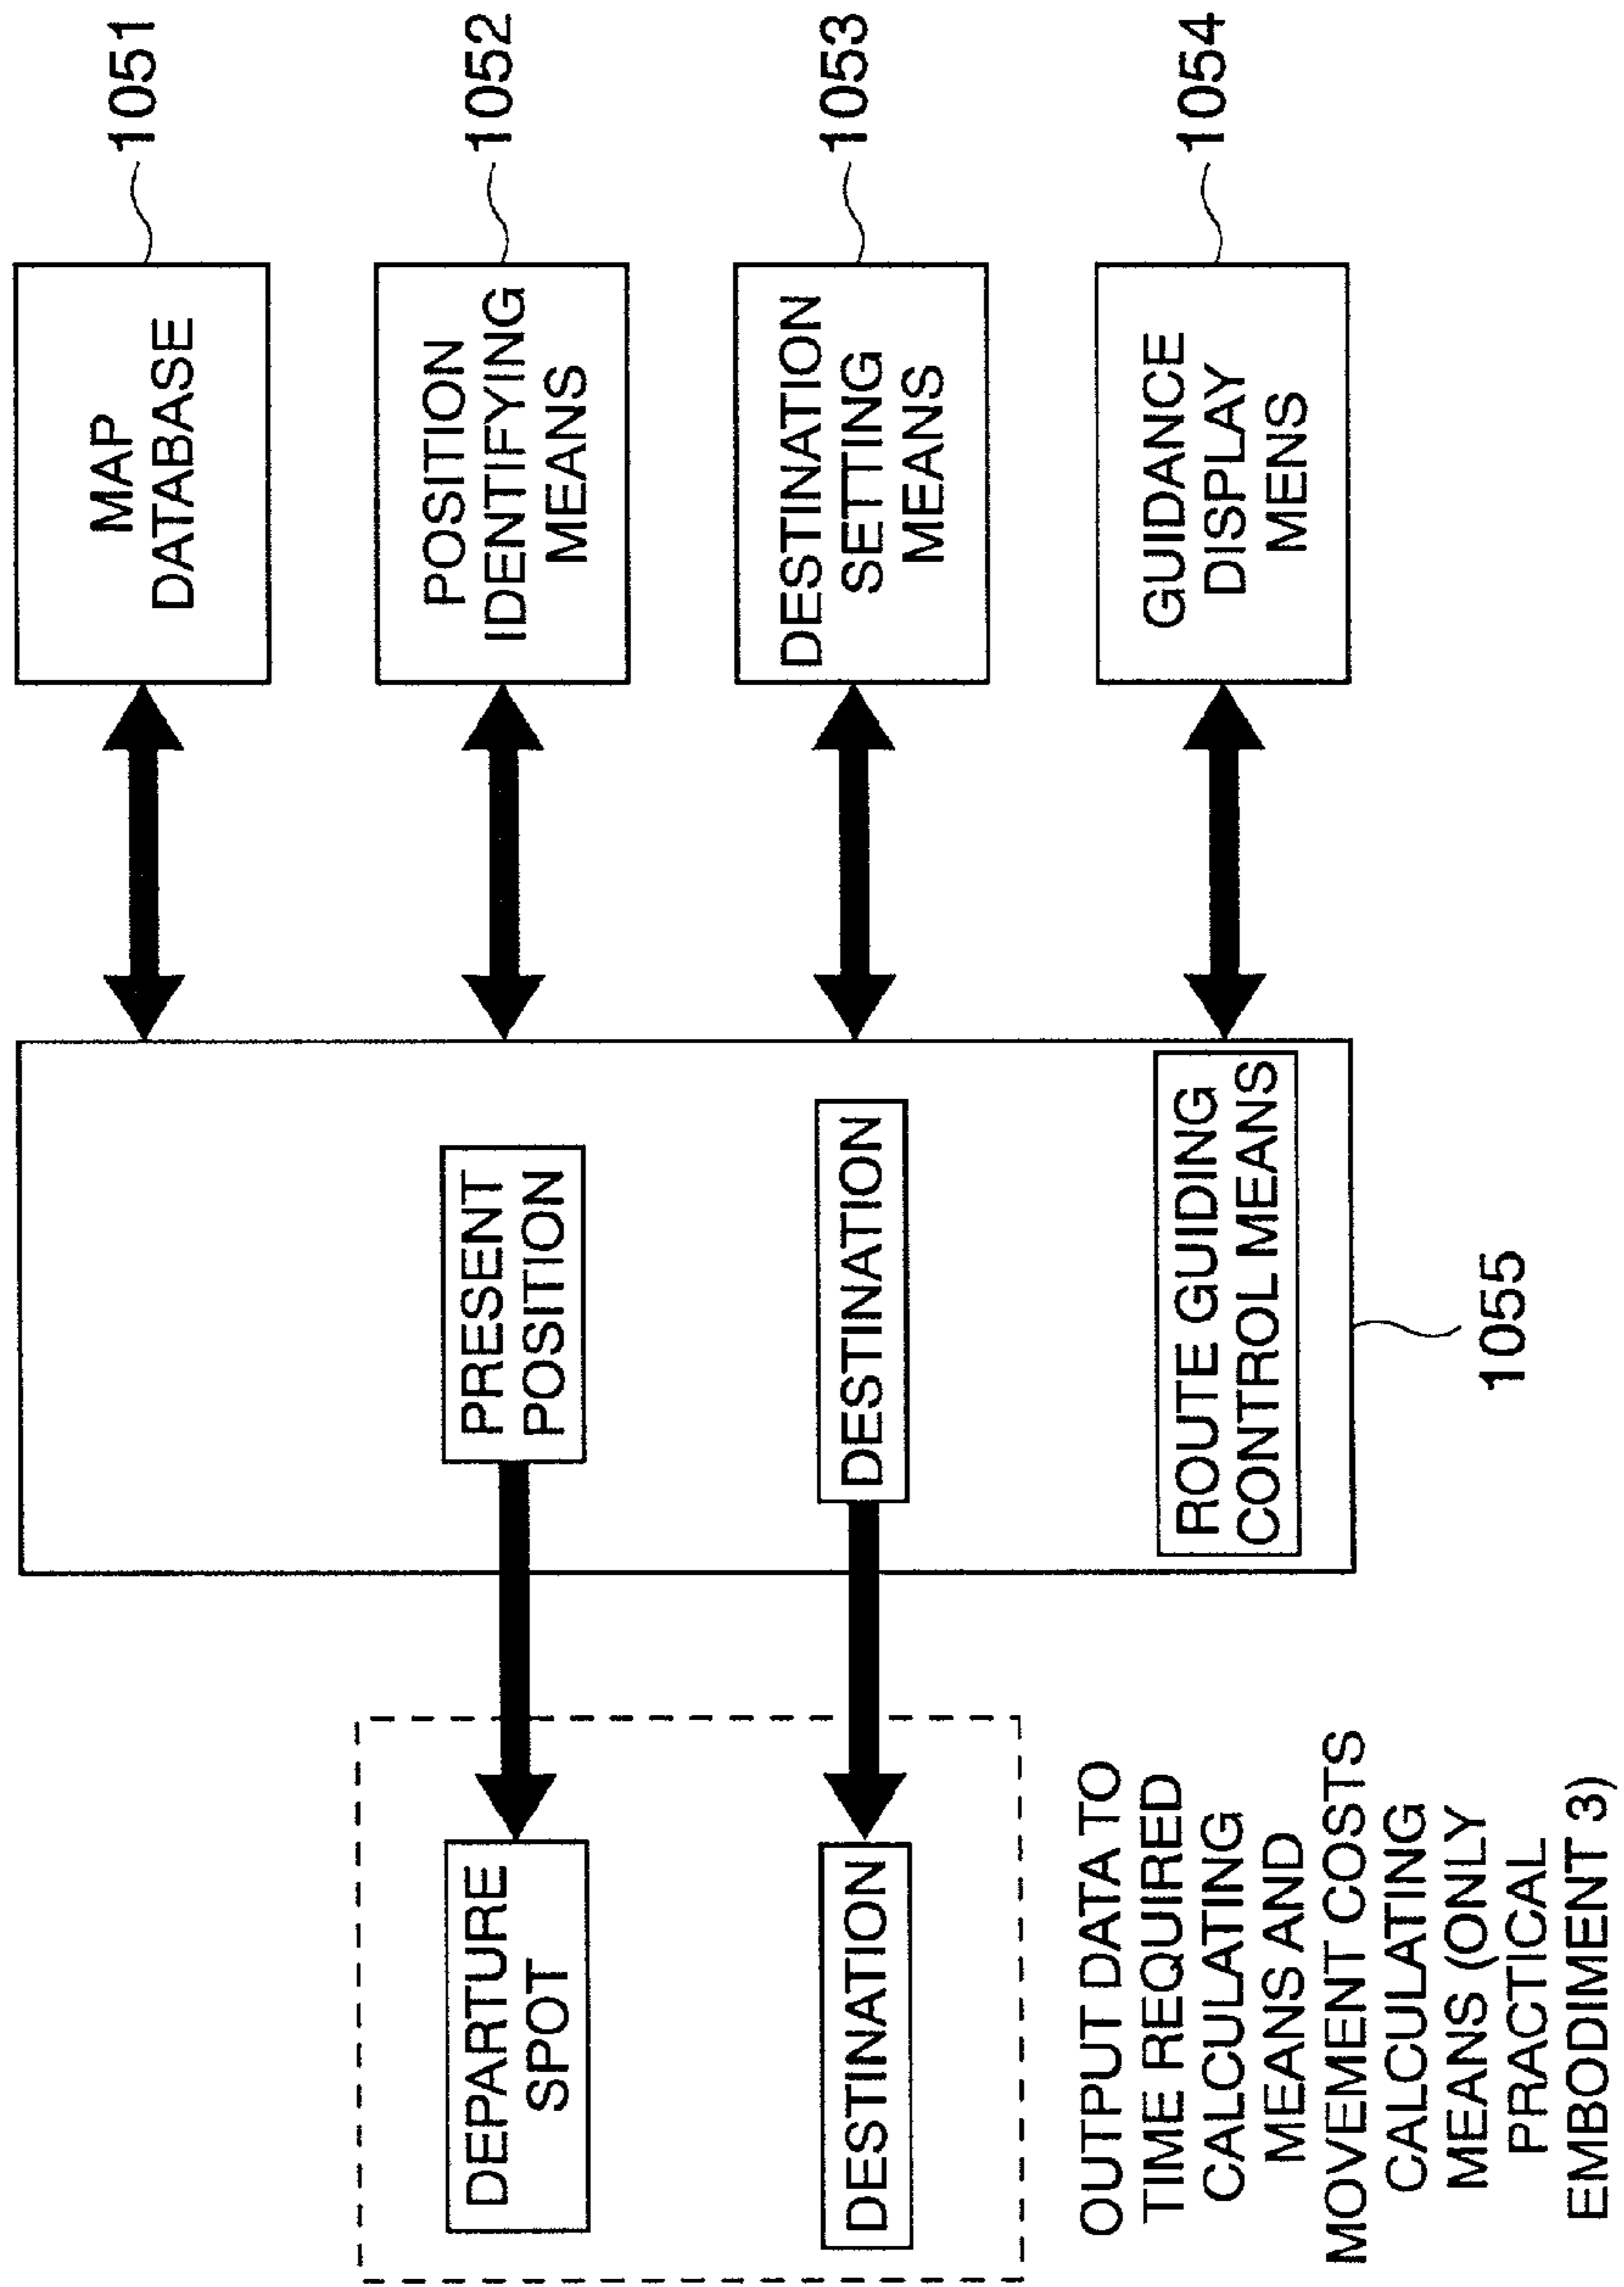 DEPARTURE
SPOT
DESTINATION
OUTPUT DATA TO
TIME REQUIRED
CALCULATING
MEANS AND
MOVEMENT COSTS
CALCULATING
MEANS (ONLY
PRACTICAL
EMBODIMENT 3)
PRESENT
POSITION
DESTINATION
ROUTE GUIDING
CONTROL MEANS
1055
MAP
DATABASE
1051
POSITION
IDENTIFYING
MEANS
1052
DESTINATION
SETTING
MEANS
1053
GUIDANCE
DISPLAY
MENS
1054